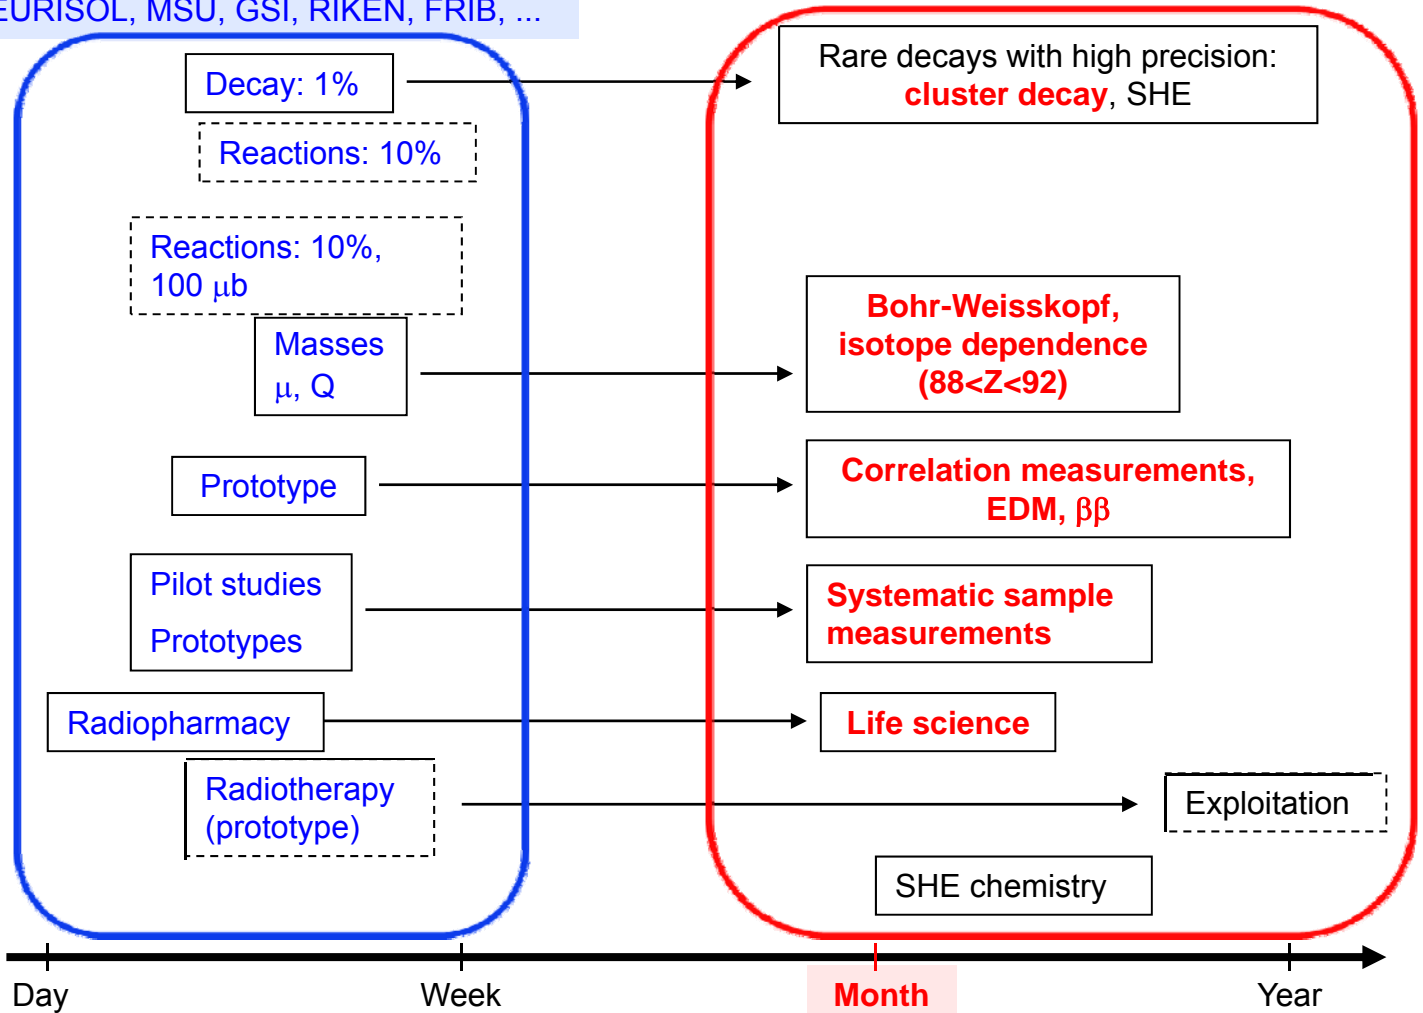 EURISOL, MSU, GSI, RIKEN, FRIB, ...
Decay: 1%
Rare decays with high precision:
cluster decay, SHE
Reactions: 10%
Reactions: 10%,
100 μb
Masses
μ, Q
Bohr-Weisskopf,
isotope dependence
(88<Z<92)
Prototype
Correlation measurements,
EDM, ββ
Pilot studies
Prototypes
Systematic sample
measurements
Radiopharmacy
Life science
Radiotherapy
(prototype)
Exploitation
SHE chemistry
Day
Week
Month
Year